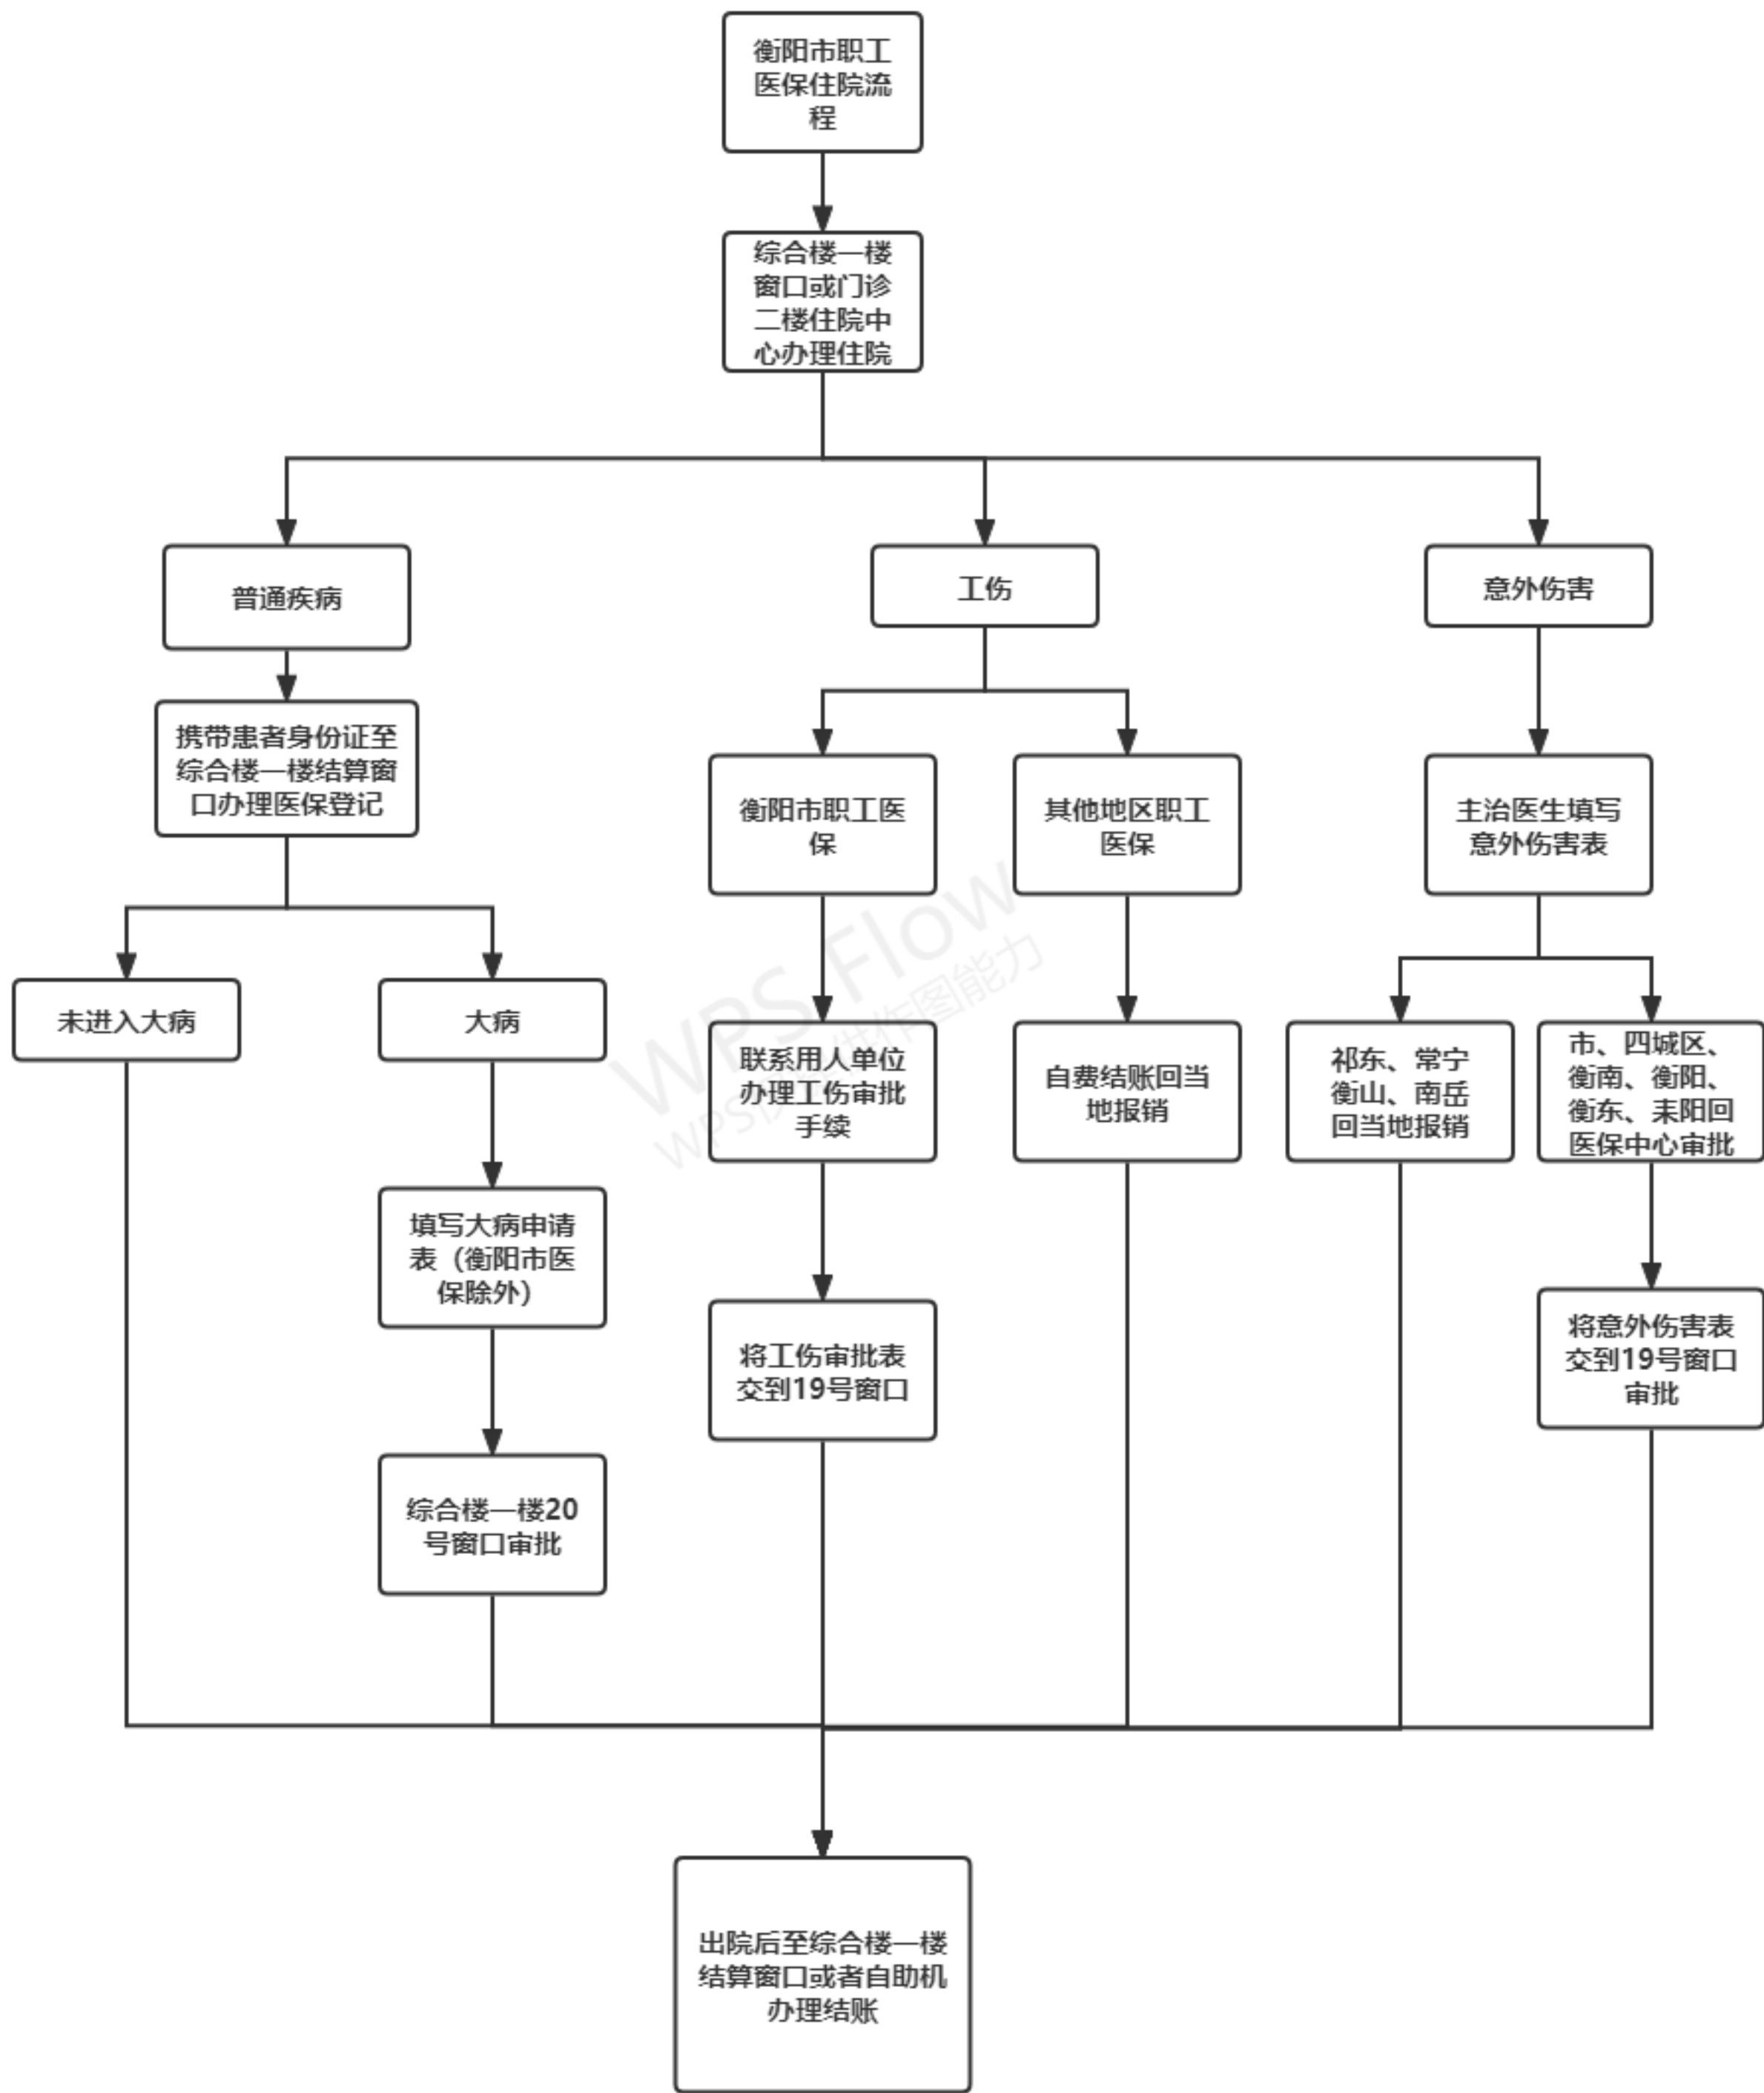 衡阳市职工
医保住院流
程
综合楼一楼
窗口或门诊
二楼住院中
心办理住院
普通疾病
工伤
意外伤害
携带患者身份证至
综合楼一楼结算窗
口办理医保登记
衡阳市职工医
保
其他地区职工
医保
主治医生填写
意外伤害表
未进入大病
大病
联系用人单位
办理工伤审批
手续
自费结账回当
地报销
祁东、常宁
衡山、南岳
回当地报销
市、四城区、
衡南、衡阳、
衡东、耒阳回
医保中心审批
填写大病申请
表（衡阳市医
保除外）
将工伤审批表
交到19号窗口
将意外伤害表
交到19号窗口
审批
综合楼一楼20
号窗口审批
出院后至综合楼一楼
结算窗口或者自助机
办理结账
WPS Flow